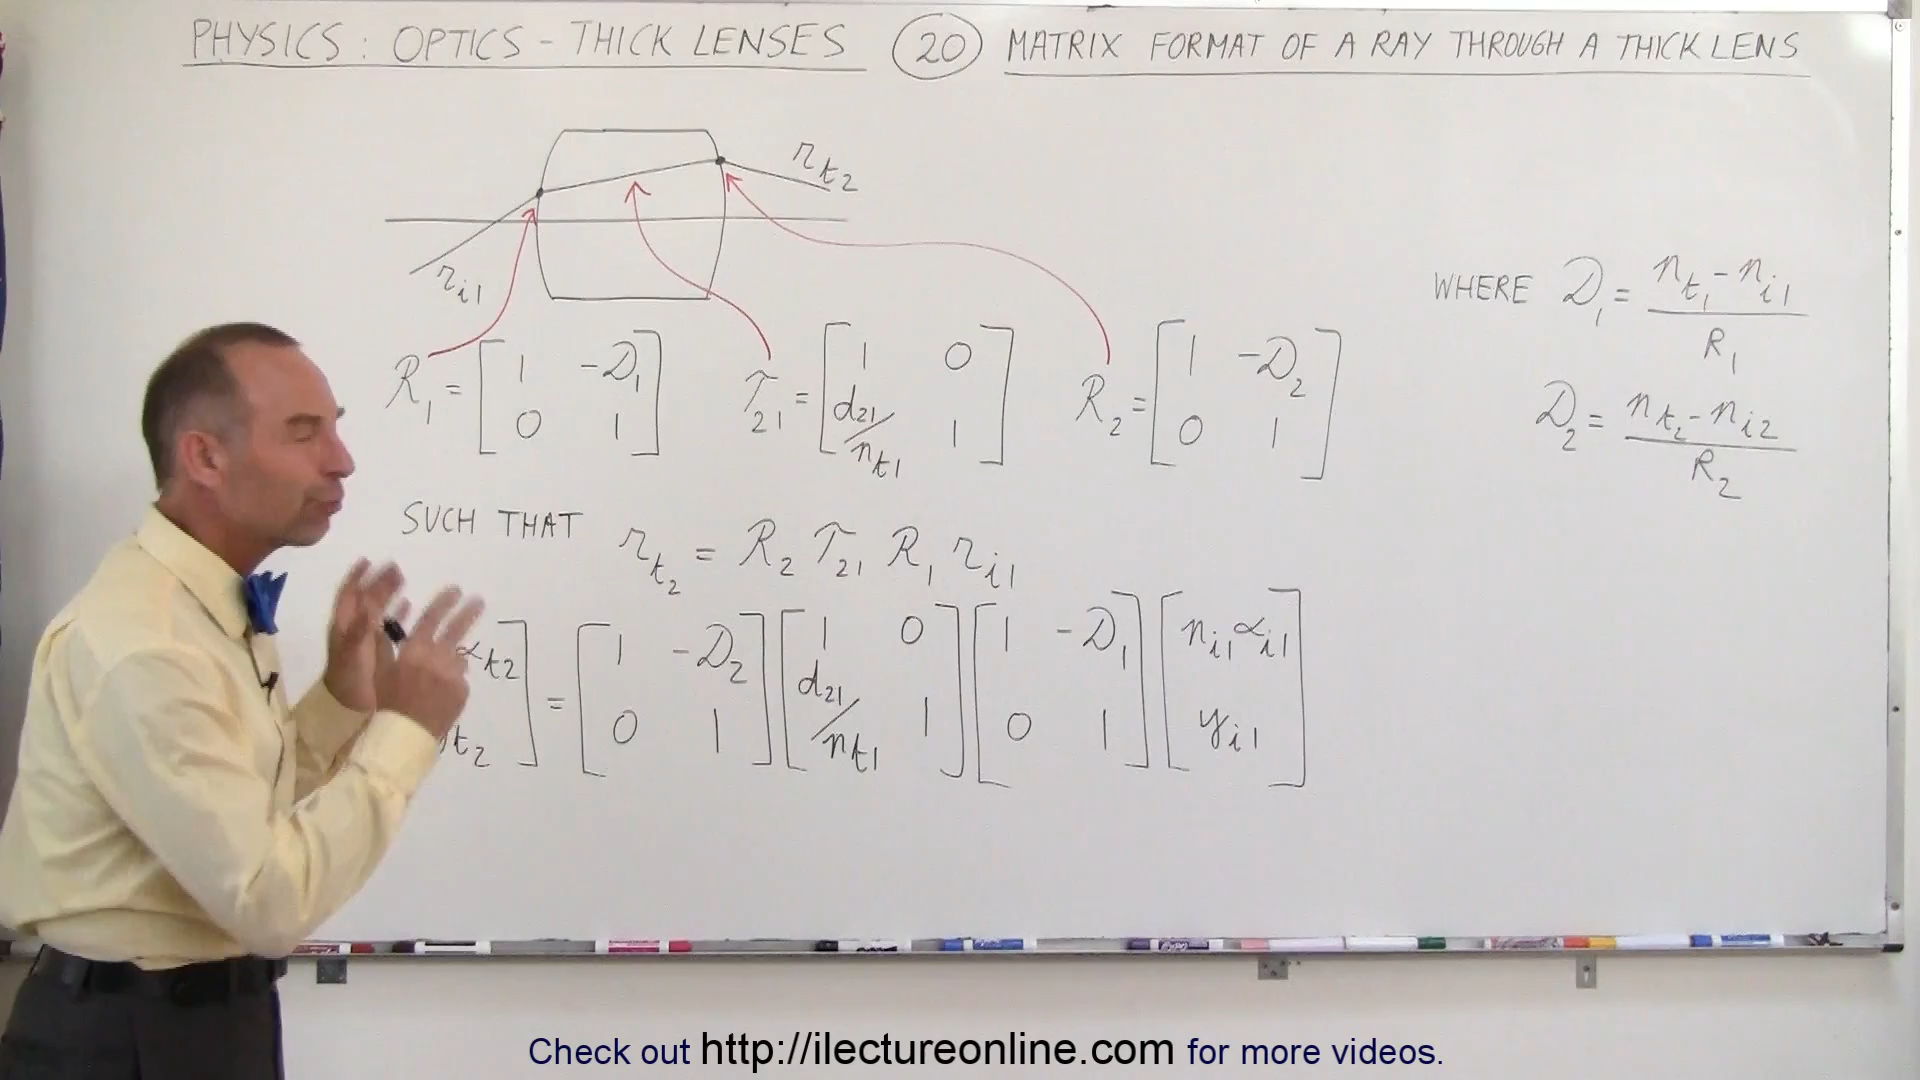 PHYSICS: OPTICS - THICK LENSES (20) MATRIX FORMAT OF A RAY THROUGH A THICK LENS
r_t2
r_i1
WHERE D_1 = (n_t1 - n_i1) / R_1
R_1 = [1 -D_1; 0 1] T_21 = [1 0; d_21/n_t1 1] R_2 = [1 -D_2; 0 1]
D_2 = (n_t2 - n_i2) / R_2
SUCH THAT r_t2 = R_2 T_21 R_1 r_i1
[α_t2; t_2] = [1 -D_2; 0 1] [1 0; d_21/n_t1 1] [1 -D_1; 0 1] [n_i1 α_i1; y_i1]
Check out http://ilectureonline.com for more videos.